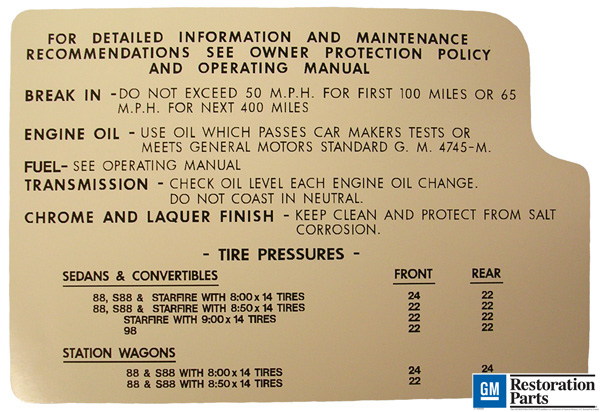 FOR DETAILED INFORMATION AND MAINTENANCE
RECOMMENDATIONS SEE OWNER PROTECTION POLICY
AND OPERATING MANUAL
BREAK IN - DO NOT EXCEED 50 M.P.H. FOR FIRST 100 MILES OR 65
M.P.H. FOR NEXT 400 MILES
ENGINE OIL - USE OIL WHICH PASSES CAR MAKERS TESTS OR
MEETS GENERAL MOTORS STANDARD G. M. 4745-M.
FUEL- SEE OPERATING MANUAL
TRANSMISSION - CHECK OIL LEVEL EACH ENGINE OIL CHANGE.
DO NOT COAST IN NEUTRAL.
CHROME AND LAQUER FINISH - KEEP CLEAN AND PROTECT FROM SALT
CORROSION.
- TIRE PRESSURES -
SEDANS & CONVERTIBLES FRONT REAR
88, S88 & STARFIRE WITH 8:00 x 14 TIRES 24 22
88, S88 & STARFIRE WITH 8:50 x 14 TIRES 22 22
STARFIRE WITH 9:00 x 14 TIRES 22 22
98 22 22
STATION WAGONS
88 & S88 WITH 8:00 x 14 TIRES 24 24
88 & S88 WITH 8:50 x 14 TIRES 22
GM Restoration
Parts